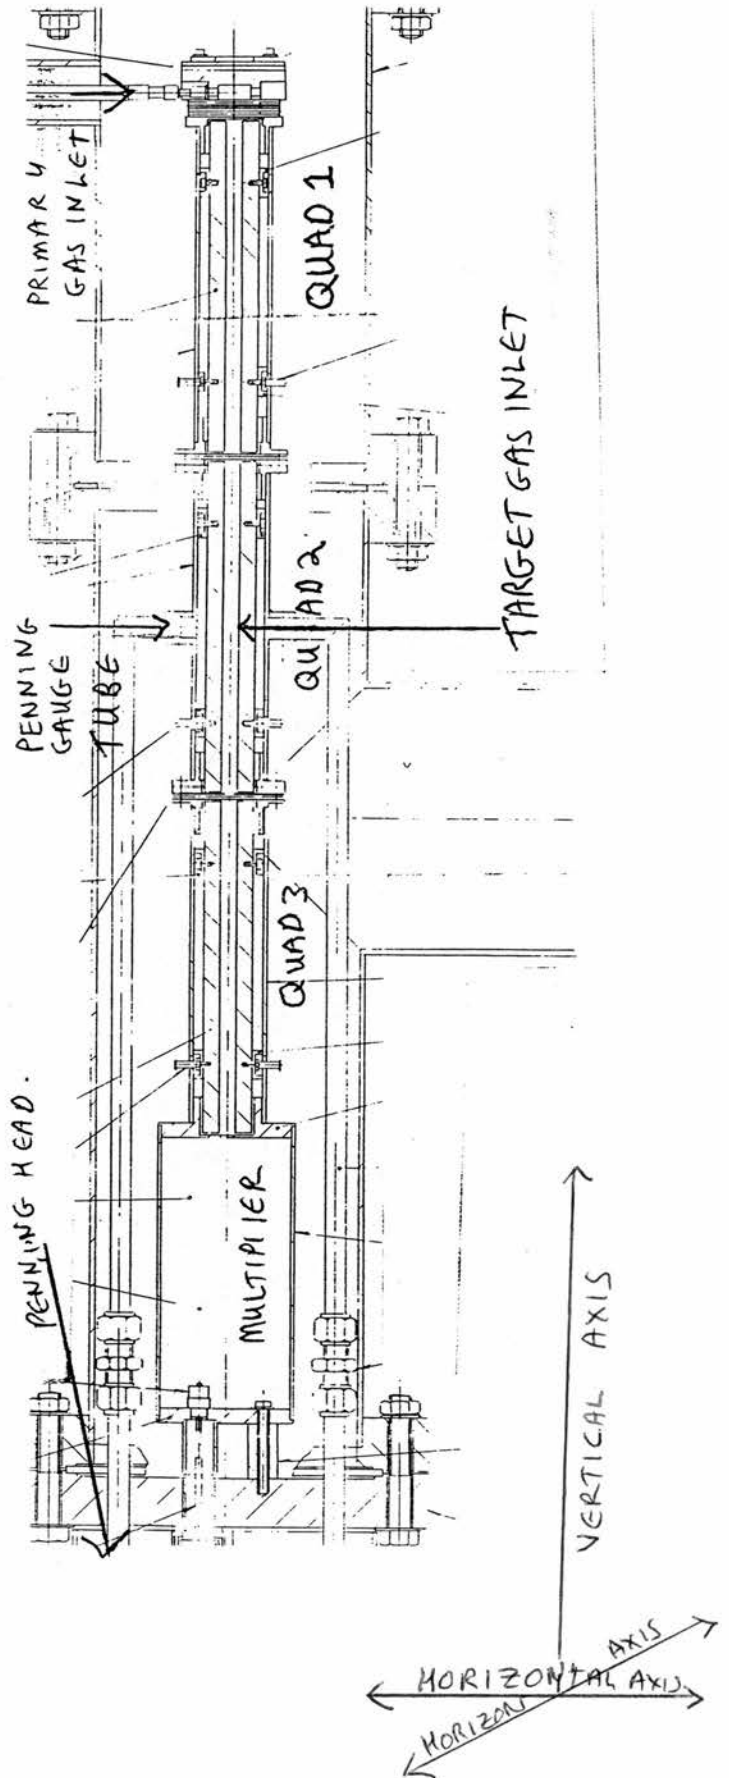 PRIMARY
GAS INLET
QUAD 1
TARGET GAS INLET
QUAD 2
PENNING
GAUGE
TUBE
QUAD 3
PENNING HEAD.
MULTIPLIER
VERTICAL AXIS
HORIZONTAL AXIS
HORIZON AXIS